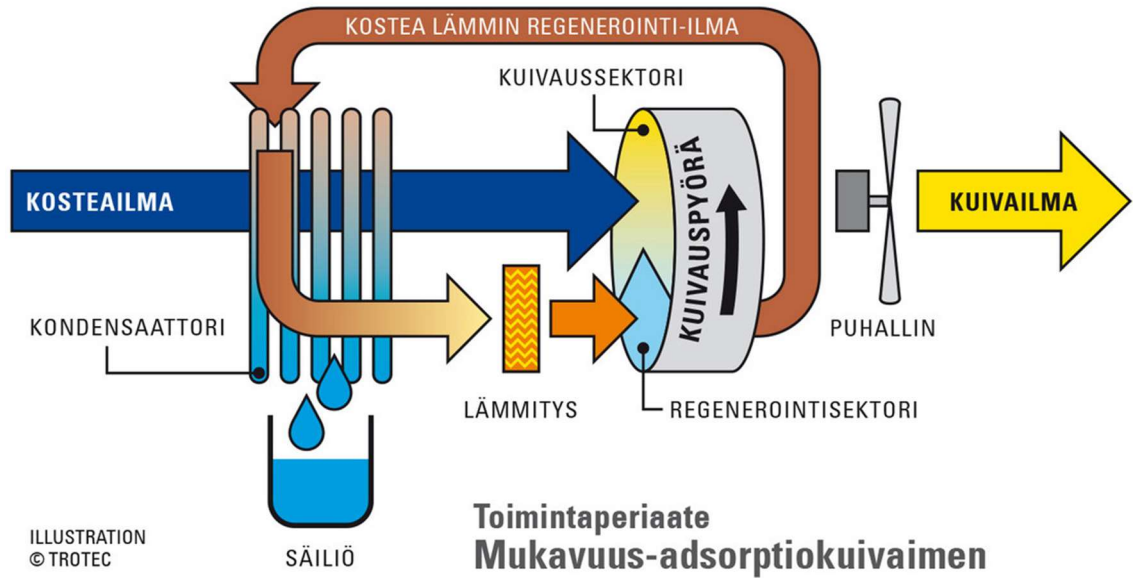 KOSTEA LÄMMIN REGENEROINTI-ILMA
KUIVAUSSEKTORI
KOSTEAILMA
KUIVAUSPYÖRÄ
KUIVAILMA
KONDENSAATTORI
PUHALLIN
LÄMMITYS
REGENEROINTISEKTORI
ILLUSTRATION
© TROTEC
SÄILIÖ
Toimintaperiaate
Mukavuus-adsorptiokuivaimen